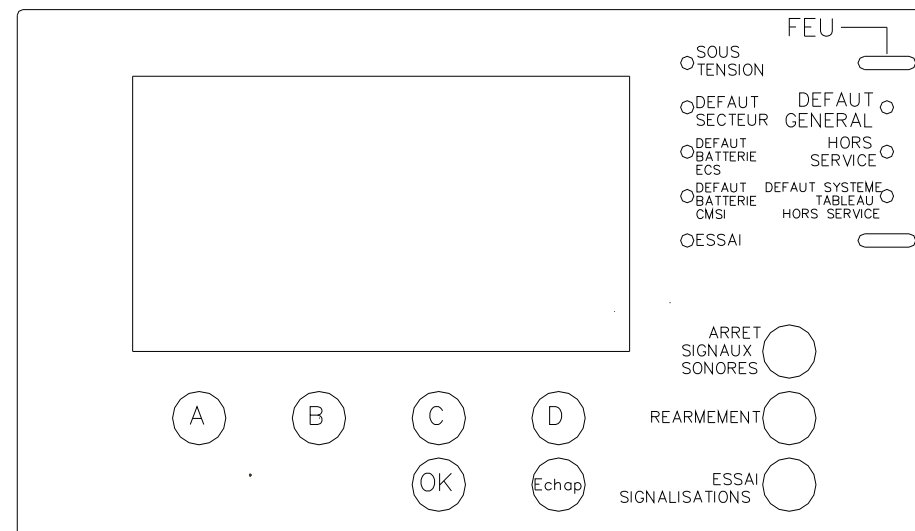 FEU
SOUS
TENSION
DEFAUT
SECTEUR
DEFAUT
GENERAL
DEFAUT
BATTERIE
ECS
HORS
SERVICE
DEFAUT
BATTERIE
CMSI
DEFAUT SYSTEME
TABLEAU
HORS SERVICE
ESSAI
ARRET
SIGNAUX
SONORES
A
B
C
D
REARMEMENT
OK
Echap
ESSAI
SIGNALISATIONS